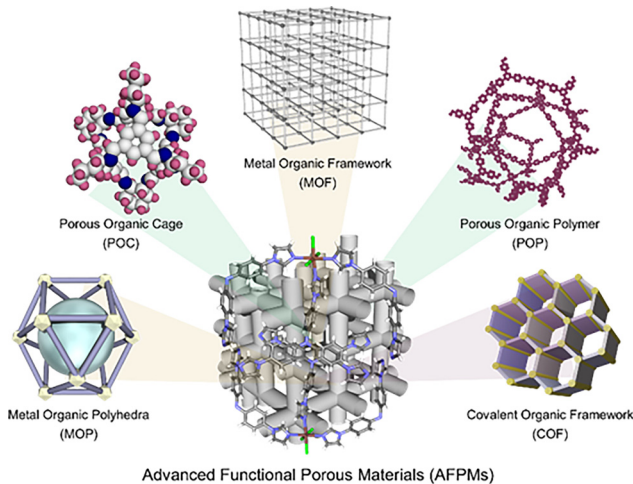 Metal Organic Framework
(MOF)
Porous Organic Cage
(POC)
Porous Organic Polymer
(POP)
Metal Organic Polyhedra
(MOP)
Covalent Organic Framework
(COF)
Advanced Functional Porous Materials (AFPMs)